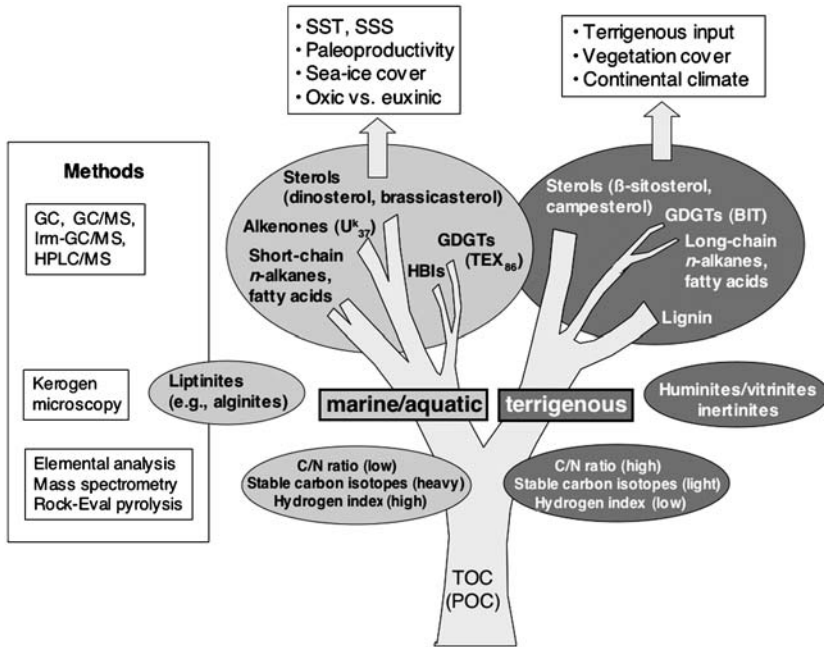 • SST, SSS
• Paleoproductivity
• Sea-ice cover
• Oxic vs. euxinic
• Terrigenous input
• Vegetation cover
• Continental climate
Methods
GC, GC/MS,
Irm-GC/MS,
HPLC/MS
Kerogen
microscopy
Elemental analysis
Mass spectrometry
Rock-Eval pyrolysis
Sterols
(dinosterol, brassicasterol)
Alkenones (Uᵏ₃₇)
Short-chain
n-alkanes,
fatty acids
HBIs
GDGTs
(TEX₈₆)
Sterols (ß-sitosterol,
campesterol)
GDGTs (BIT)
Long-chain
n-alkanes,
fatty acids
Lignin
Liptinites
(e.g., alginites)
marine/aquatic
terrigenous
Huminites/vitrinites
inertinites
C/N ratio (low)
Stable carbon isotopes (heavy)
Hydrogen index (high)
C/N ratio (high)
Stable carbon isotopes (light)
Hydrogen index (low)
TOC
(POC)